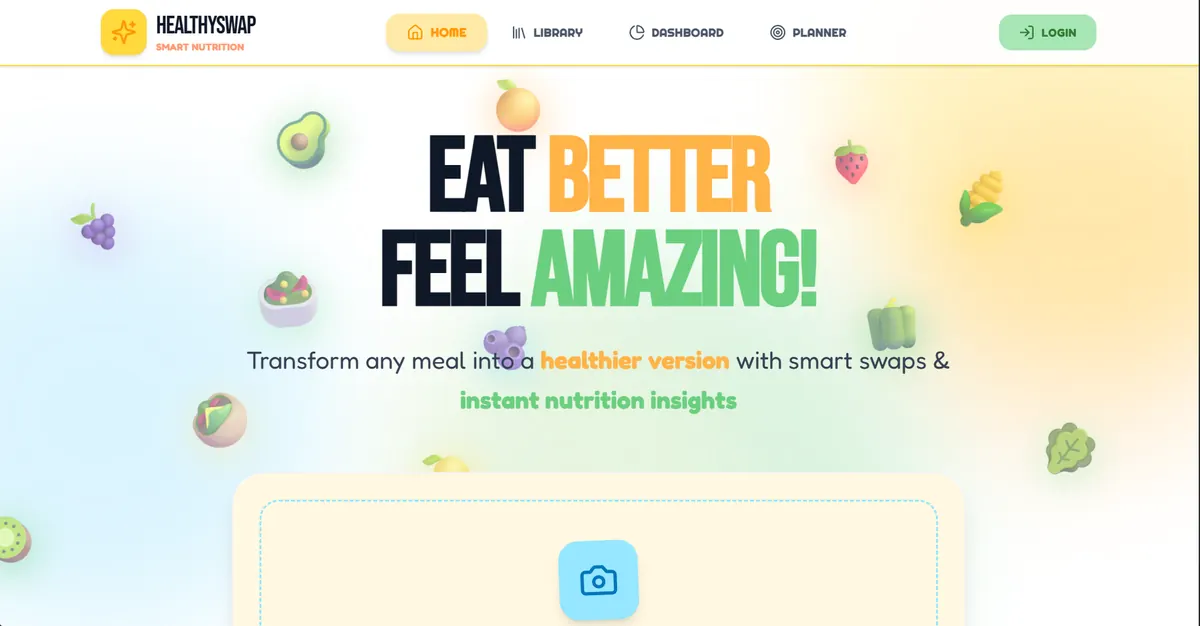 HEALTHYSWAP
SMART NUTRITION
HOME
LIBRARY
DASHBOARD
PLANNER
LOGIN
EAT BETTER
FEEL AMAZING!
Transform any meal into a healthier version with smart swaps &
instant nutrition insights